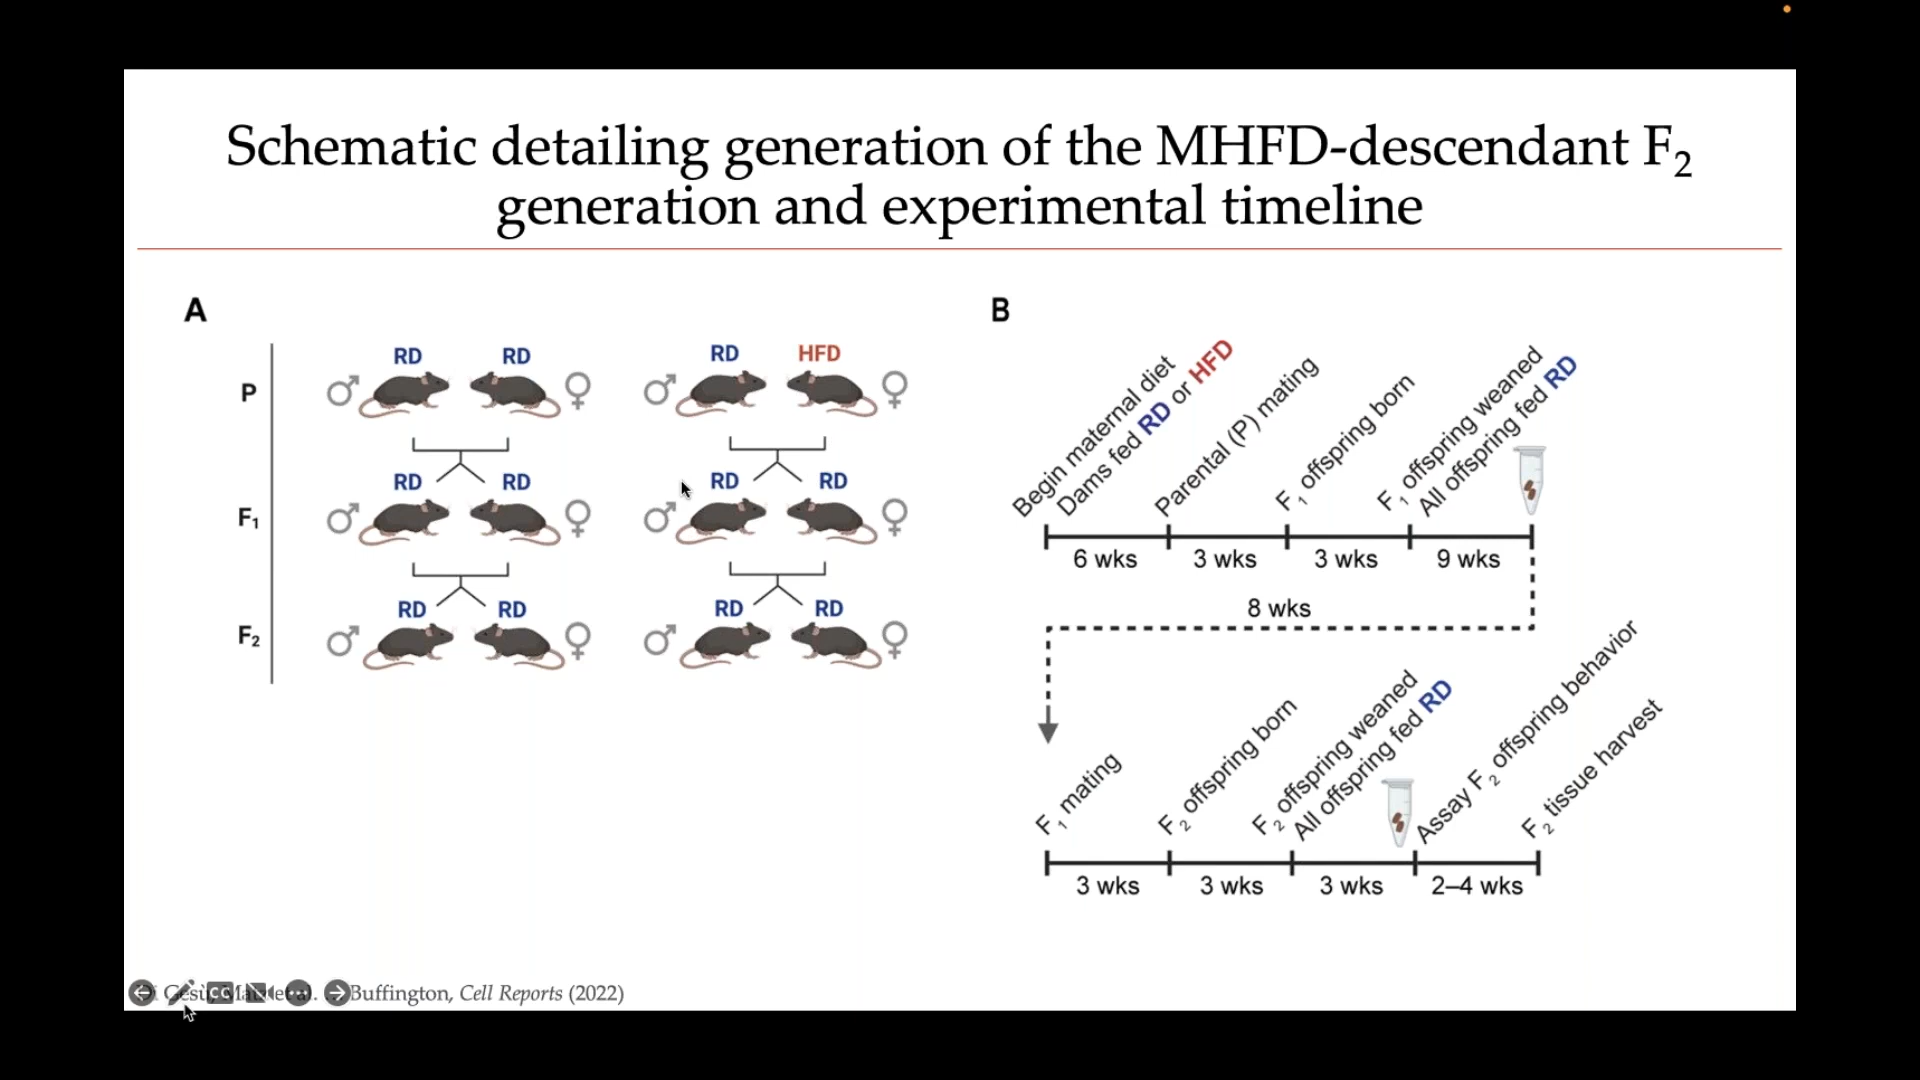 Schematic detailing generation of the MHFD-descendant F₂
generation and experimental timeline
A
RD RD RD HFD
P
RD RD RD RD
F₁
RD RD RD RD
F₂
B
Begin maternal diet
Dams fed RD or HFD
Parental (P) mating
F₁ offspring born
F₁ offspring weaned
All offspring fed RD
6 wks 3 wks 3 wks 9 wks
8 wks
F₁ mating
F₂ offspring born
F₂ offspring weaned
All offspring fed RD
Assay F₂ offspring behavior
F₂ tissue harvest
3 wks 3 wks 3 wks 2–4 wks
Gesù, et al. Buffington, Cell Reports (2022)